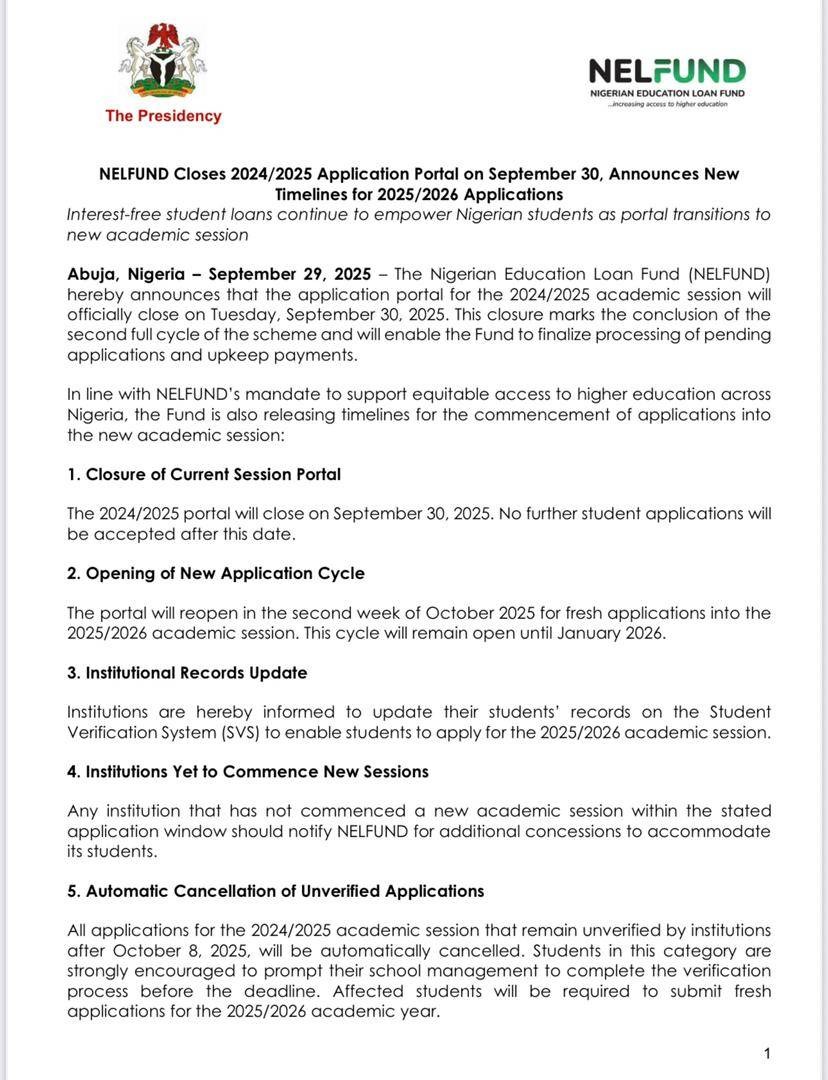 The Presidency
NELFUND
NIGERIAN EDUCATION LOAN FUND
...increasing access to higher education
NELFUND Closes 2024/2025 Application Portal on September 30, Announces New
Timelines for 2025/2026 Applications
Interest-free student loans continue to empower Nigerian students as portal transitions to
new academic session
Abuja, Nigeria – September 29, 2025 – The Nigerian Education Loan Fund (NELFUND)
hereby announces that the application portal for the 2024/2025 academic session will
officially close on Tuesday, September 30, 2025. This closure marks the conclusion of the
second full cycle of the scheme and will enable the Fund to finalize processing of pending
applications and upkeep payments.
In line with NELFUND’s mandate to support equitable access to higher education across
Nigeria, the Fund is also releasing timelines for the commencement of applications into
the new academic session:
1. Closure of Current Session Portal
The 2024/2025 portal will close on September 30, 2025. No further student applications will
be accepted after this date.
2. Opening of New Application Cycle
The portal will reopen in the second week of October 2025 for fresh applications into the
2025/2026 academic session. This cycle will remain open until January 2026.
3. Institutional Records Update
Institutions are hereby informed to update their students’ records on the Student
Verification System (SVS) to enable students to apply for the 2025/2026 academic session.
4. Institutions Yet to Commence New Sessions
Any institution that has not commenced a new academic session within the stated
application window should notify NELFUND for additional concessions to accommodate
its students.
5. Automatic Cancellation of Unverified Applications
All applications for the 2024/2025 academic session that remain unverified by institutions
after October 8, 2025, will be automatically cancelled. Students in this category are
strongly encouraged to prompt their school management to complete the verification
process before the deadline. Affected students will be required to submit fresh
applications for the 2025/2026 academic year.
1